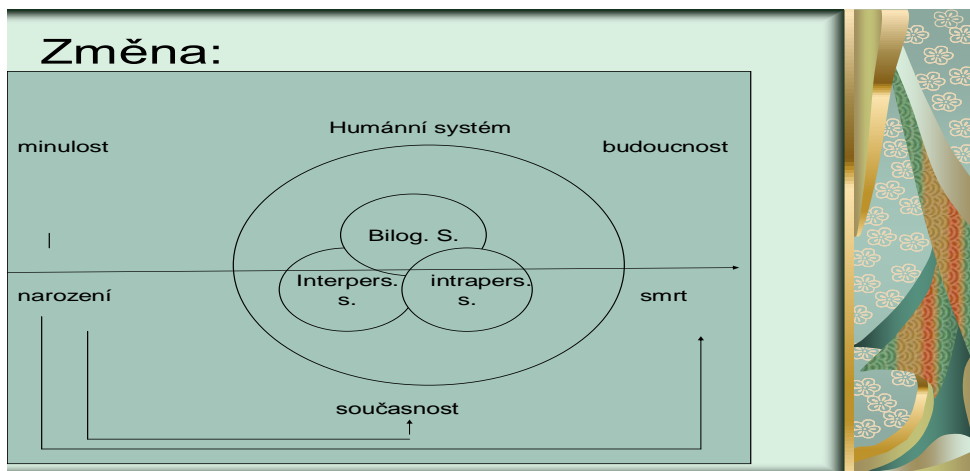 Změna:
Humánní systém
minulost
budoucnost
Bilog. S.
Interpers.
s.
intrapers.
s.
narození
smrt
současnost